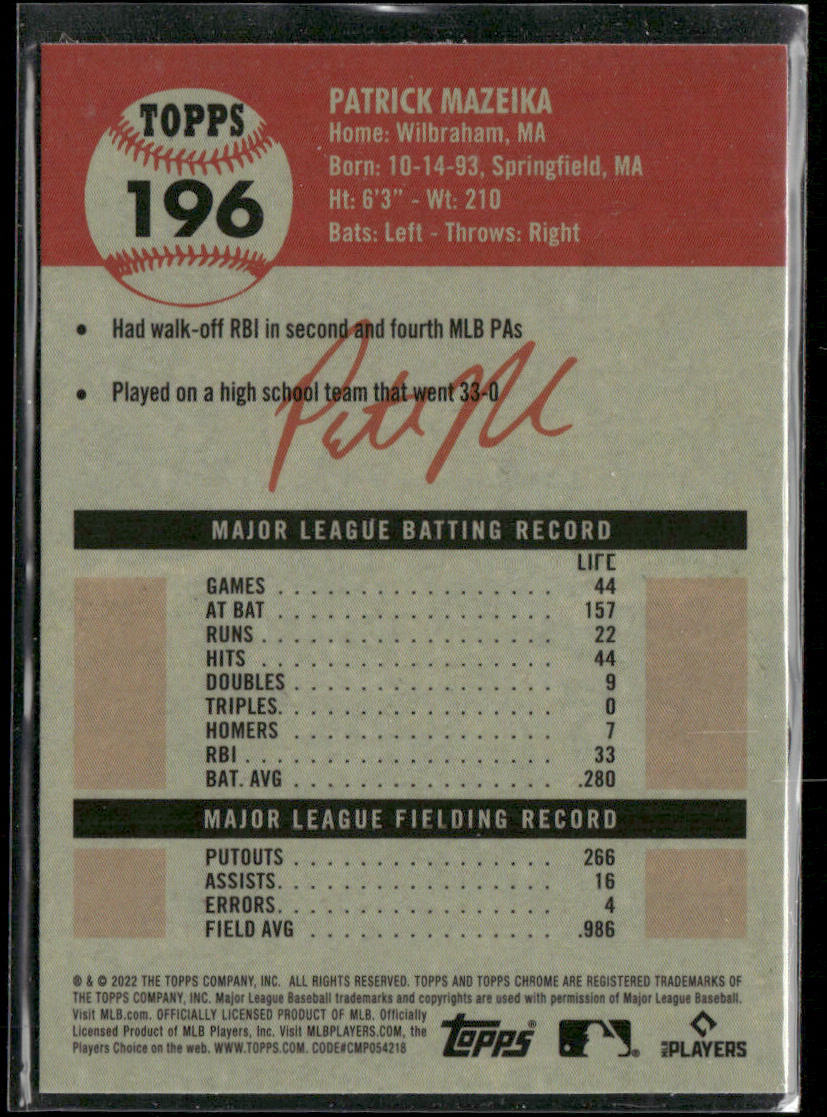 TOPPS
196
PATRICK MAZEIKA
Home: Wilbraham, MA
Born: 10-14-93, Springfield, MA
Ht: 6'3" - Wt: 210
Bats: Left - Throws: Right
• Had walk-off RBI in second and fourth MLB PAs
• Played on a high school team that went 33-0
MAJOR LEAGUE BATTING RECORD
LIFE
GAMES . . . . . . . . . . . . . . . . . 44
AT BAT . . . . . . . . . . . . . . . . . 157
RUNS . . . . . . . . . . . . . . . . . . 22
HITS . . . . . . . . . . . . . . . . . . 44
DOUBLES . . . . . . . . . . . . . . . . 9
TRIPLES. . . . . . . . . . . . . . . . . 0
HOMERS . . . . . . . . . . . . . . . . 7
RBI . . . . . . . . . . . . . . . . . . . 33
BAT. AVG . . . . . . . . . . . . . . . . .280
MAJOR LEAGUE FIELDING RECORD
PUTOUTS . . . . . . . . . . . . . . . . 266
ASSISTS. . . . . . . . . . . . . . . . . 16
ERRORS. . . . . . . . . . . . . . . . . 4
FIELD AVG . . . . . . . . . . . . . . . .986
® & © 2022 THE TOPPS COMPANY, INC. ALL RIGHTS RESERVED. TOPPS AND TOPPS CHROME ARE REGISTERED TRADEMARKS OF
THE TOPPS COMPANY, INC. Major League Baseball trademarks and copyrights are used with permission of Major League Baseball.
Visit MLB.com. OFFICIALLY LICENSED PRODUCT OF MLB. Officially
Licensed Product of MLB Players, Inc. Visit MLBPLAYERS.COM, the
Players Choice on the web. WWW.TOPPS.COM. CODE#CMP054218
topps®
MLB PLAYERS